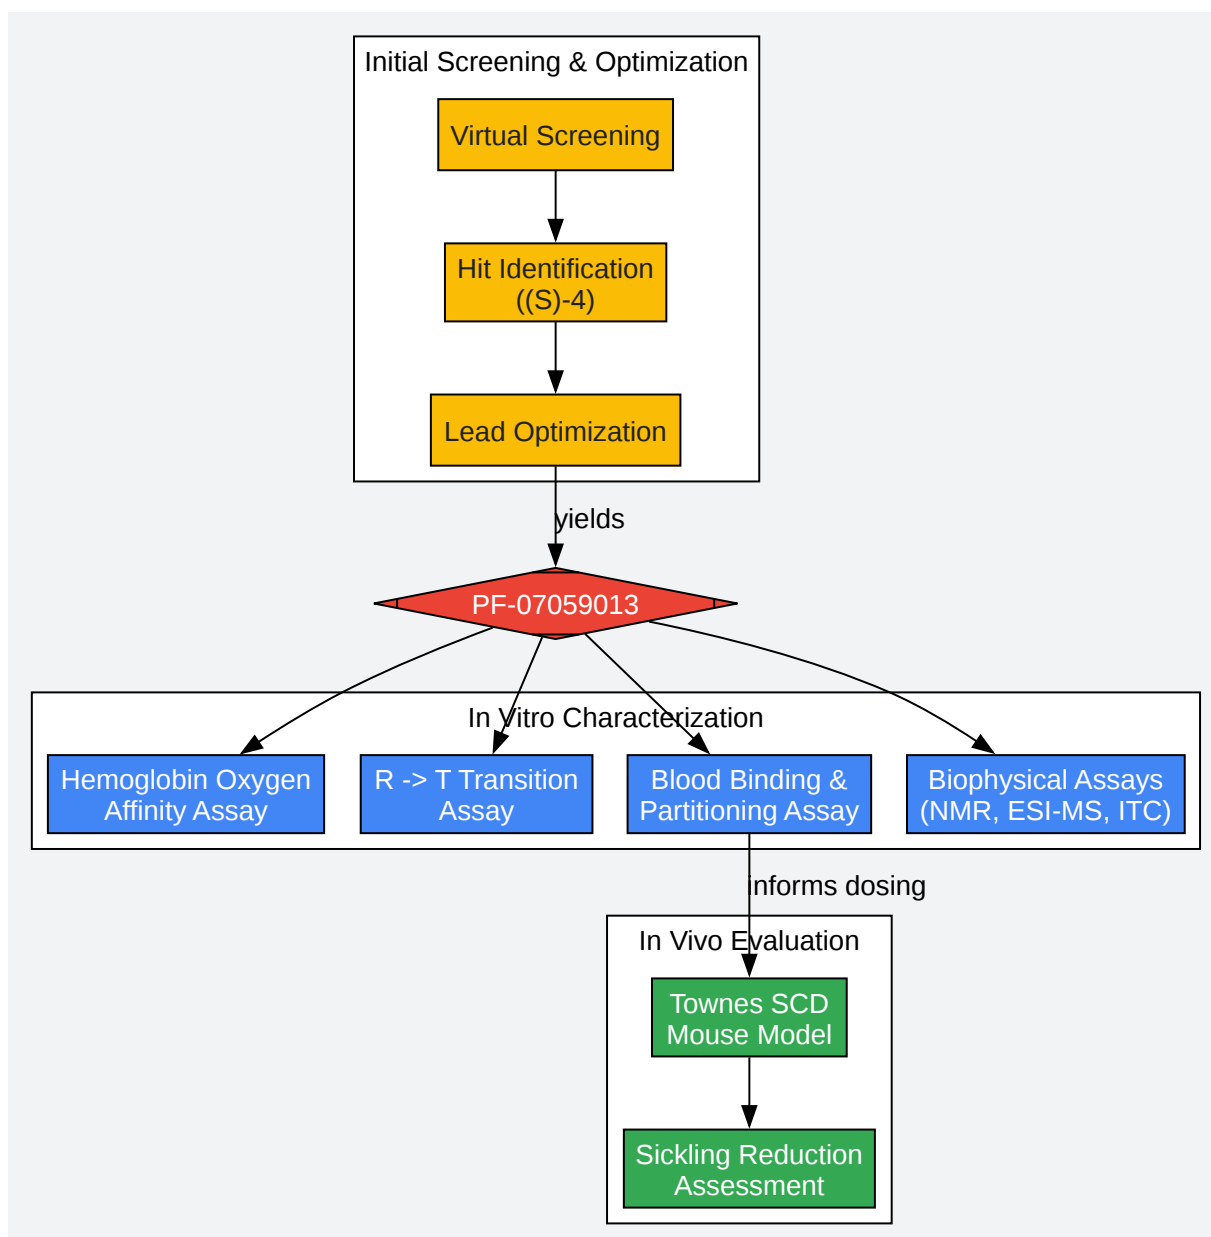 Initial Screening & Optimization
Virtual Screening
Hit Identification
((S)-4)
Lead Optimization
yields
PF-07059013
In Vitro Characterization
Hemoglobin Oxygen
Affinity Assay
R -> T Transition
Assay
Blood Binding &
Partitioning Assay
Biophysical Assays
(NMR, ESI-MS, ITC)
informs dosing
In Vivo Evaluation
Townes SCD
Mouse Model
Sickling Reduction
Assessment